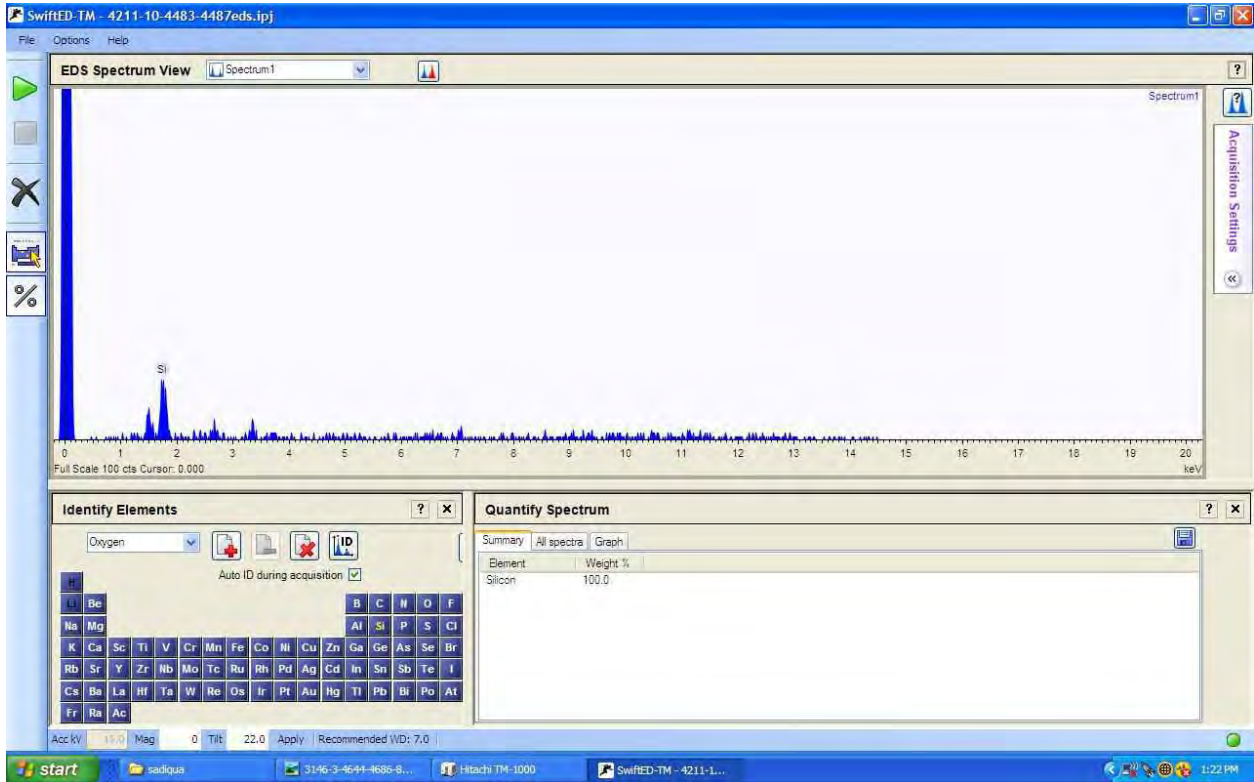 SwiftED-TM - 4211-10-4483-4487eds.ipj
File Options Help
EDS Spectrum View Spectrum1 ?
Spectrum1
Acquisition Settings
Si
0 1 2 3 4 5 6 7 8 9 10 11 12 13 14 15 16 17 18 19 20
Full Scale 100 cts Cursor: 0.000 keV
Identify Elements ? X
Oxygen ID
Auto ID during acquisition
H
Li Be B C N O F
Na Mg Al Si P S Cl
K Ca Sc Ti V Cr Mn Fe Co Ni Cu Zn Ga Ge As Se Br
Rb Sr Y Zr Nb Mo Tc Ru Rh Pd Ag Cd In Sn Sb Te I
Cs Ba La Hf Ta W Re Os Ir Pt Au Hg Tl Pb Bi Po At
Fr Ra Ac
Quantify Spectrum ? X
Summary All spectra Graph
Element Weight %
Silicon 100.0
Acc kV 15.0 Mag 0 Tilt 22.0 Apply Recommended WD: 7.0
start sadiqua 3146-3-4644-4686-8... Hitachi TM-1000 SwiftED-TM - 4211-1... 1:22 PM